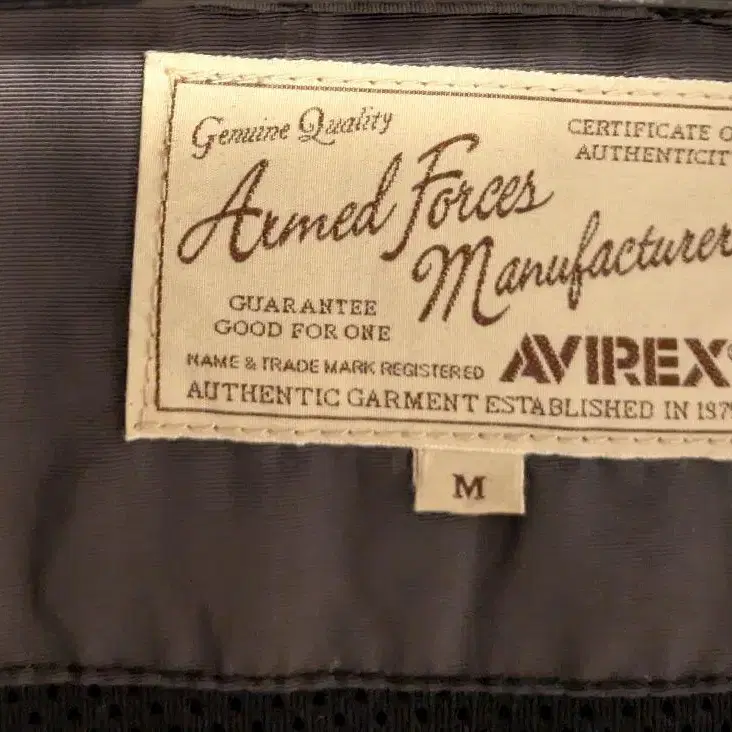 Genuine Quality
CERTIFICATE O
AUTHENTICIT
Armed Forces
Manufacturer
GUARANTEE
GOOD FOR ONE
NAME & TRADE MARK REGISTERED
AVIREX®
AUTHENTIC GARMENT ESTABLISHED IN 197
M